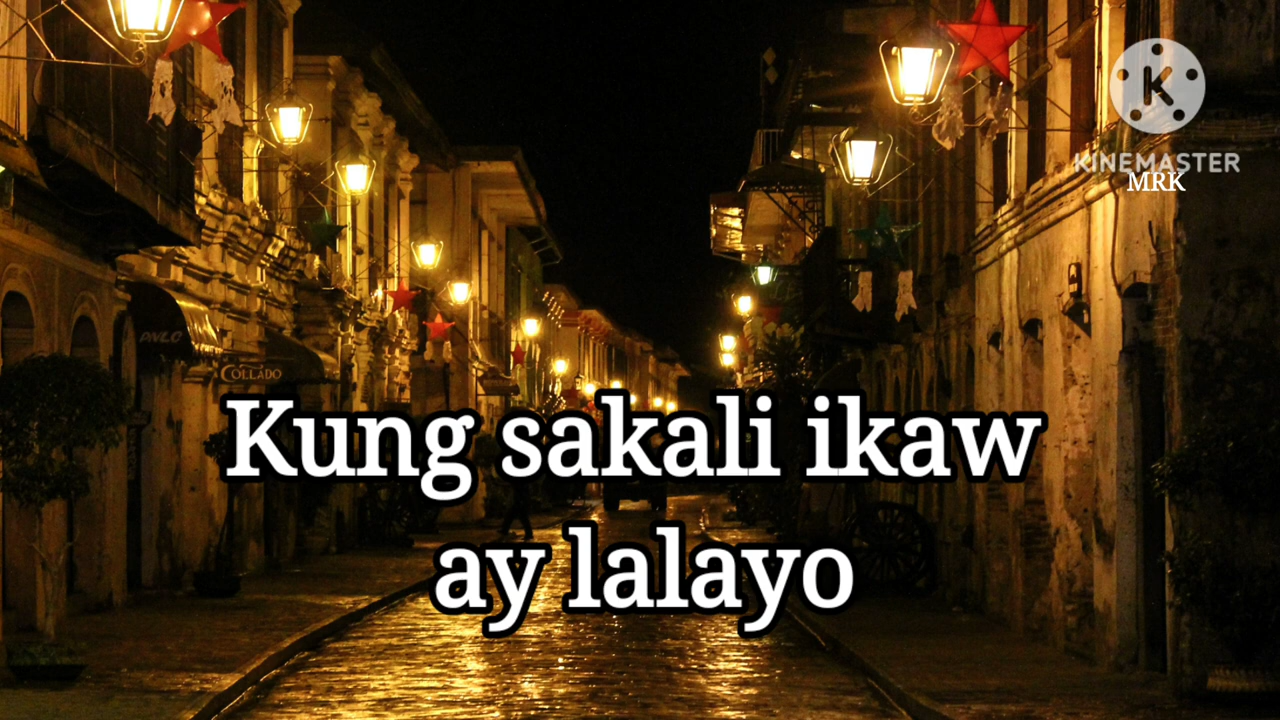 K
KINEMASTER
MRK
COLLADO
Kung sakali ikaw
ay lalayo